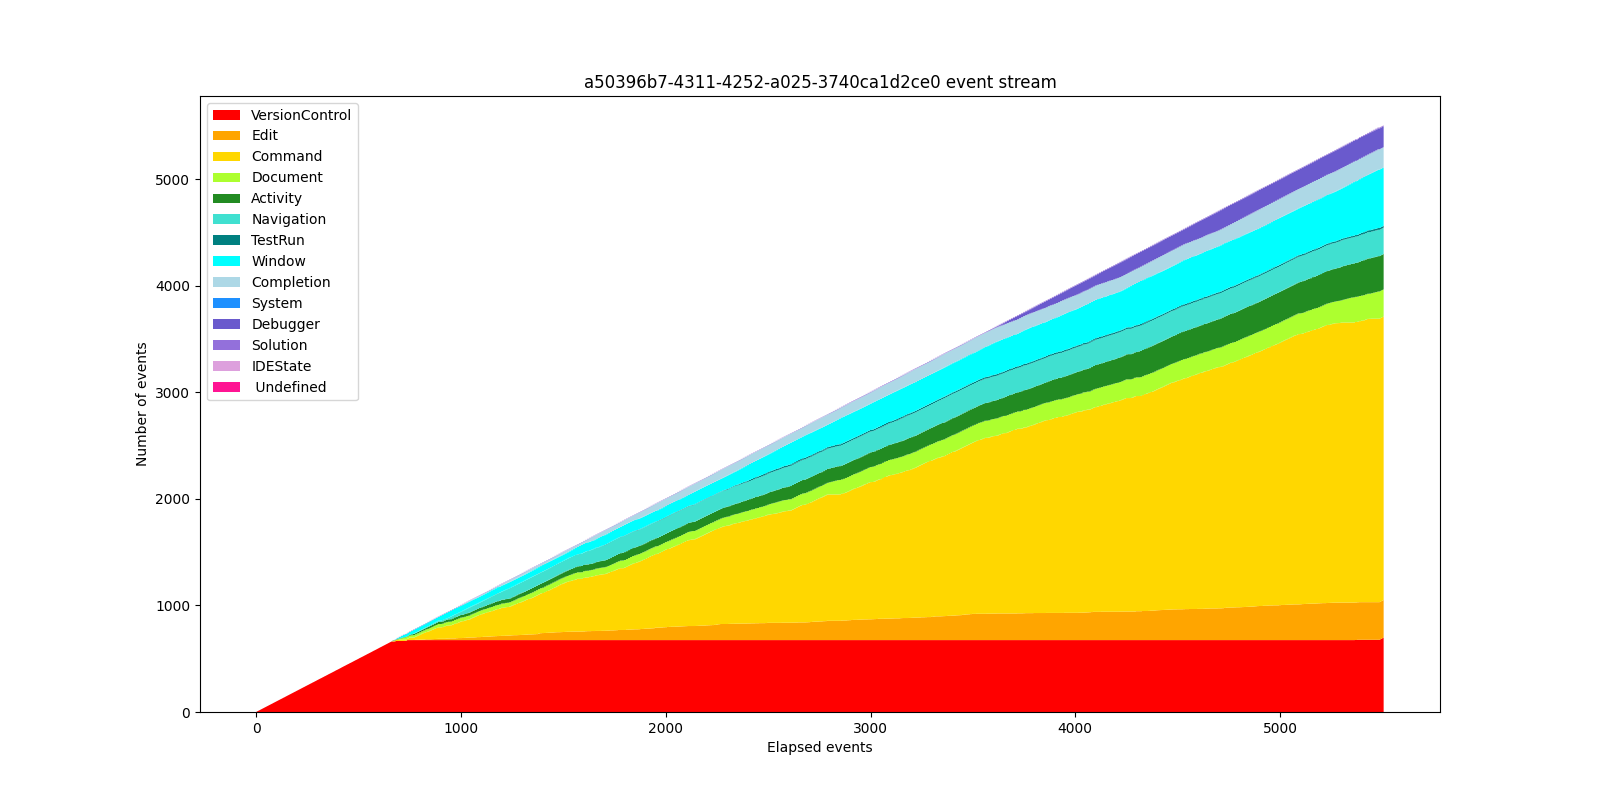 a50396b7-4311-4252-a025-3740ca1d2ce0 event stream
VersionControl
Edit
Command
Document
Activity
Navigation
TestRun
Window
Completion
System
Debugger
Solution
IDEState
Undefined
Number of events
5000
4000
3000
2000
1000
0
0 1000 2000 3000 4000 5000
Elapsed events